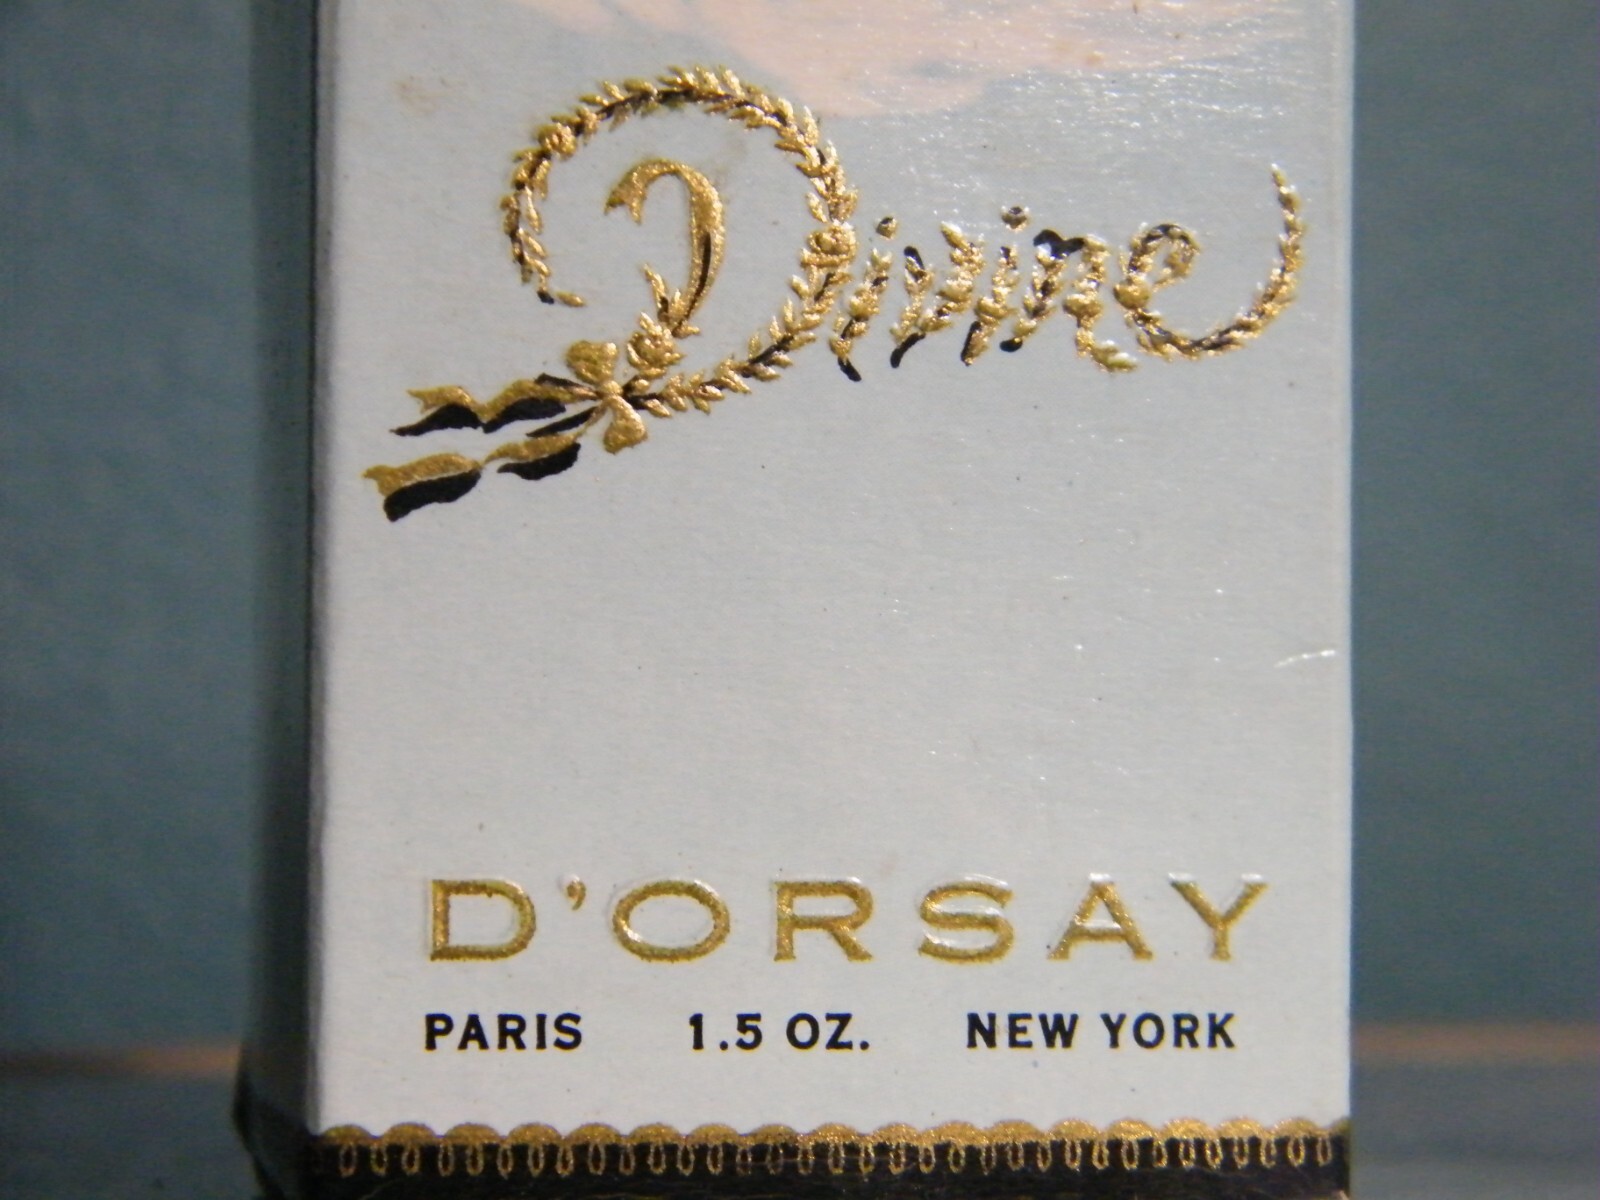 Divine
D'ORSAY
PARIS 1.5 OZ. NEW YORK